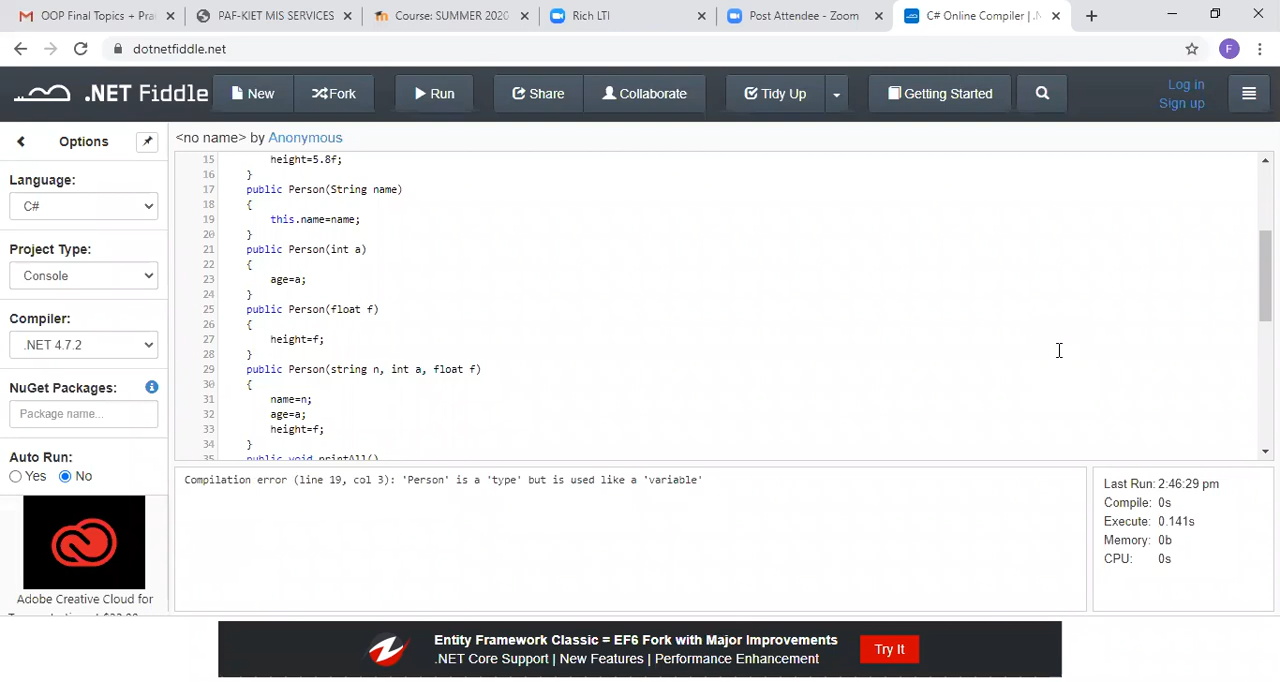 OOP Final Topics + Pra
PAF-KIET MIS SERVICES
Course: SUMMER 2020
Rich LTI
Post Attendee - Zoom
C# Online Compiler | .N
dotnetfiddle.net
F
.NET Fiddle
New
Fork
Run
Share
Collaborate
Tidy Up
Getting Started
Log in
Sign up
Options
<no name> by Anonymous
Language:
C#
Project Type:
Console
Compiler:
.NET 4.7.2
NuGet Packages:
Package name...
Auto Run:
Yes No
Adobe Creative Cloud for
15 height=5.8f;
16 }
17 public Person(String name)
18 {
19 this.name=name;
20 }
21 public Person(int a)
22 {
23 age=a;
24 }
25 public Person(float f)
26 {
27 height=f;
28 }
29 public Person(string n, int a, float f)
30 {
31 name=n;
32 age=a;
33 height=f;
34 }
35 public void printAll()
Compilation error (line 19, col 3): 'Person' is a 'type' but is used like a 'variable'
Last Run: 2:46:29 pm
Compile: 0s
Execute: 0.141s
Memory: 0b
CPU: 0s
Entity Framework Classic = EF6 Fork with Major Improvements
.NET Core Support | New Features | Performance Enhancement
Try It